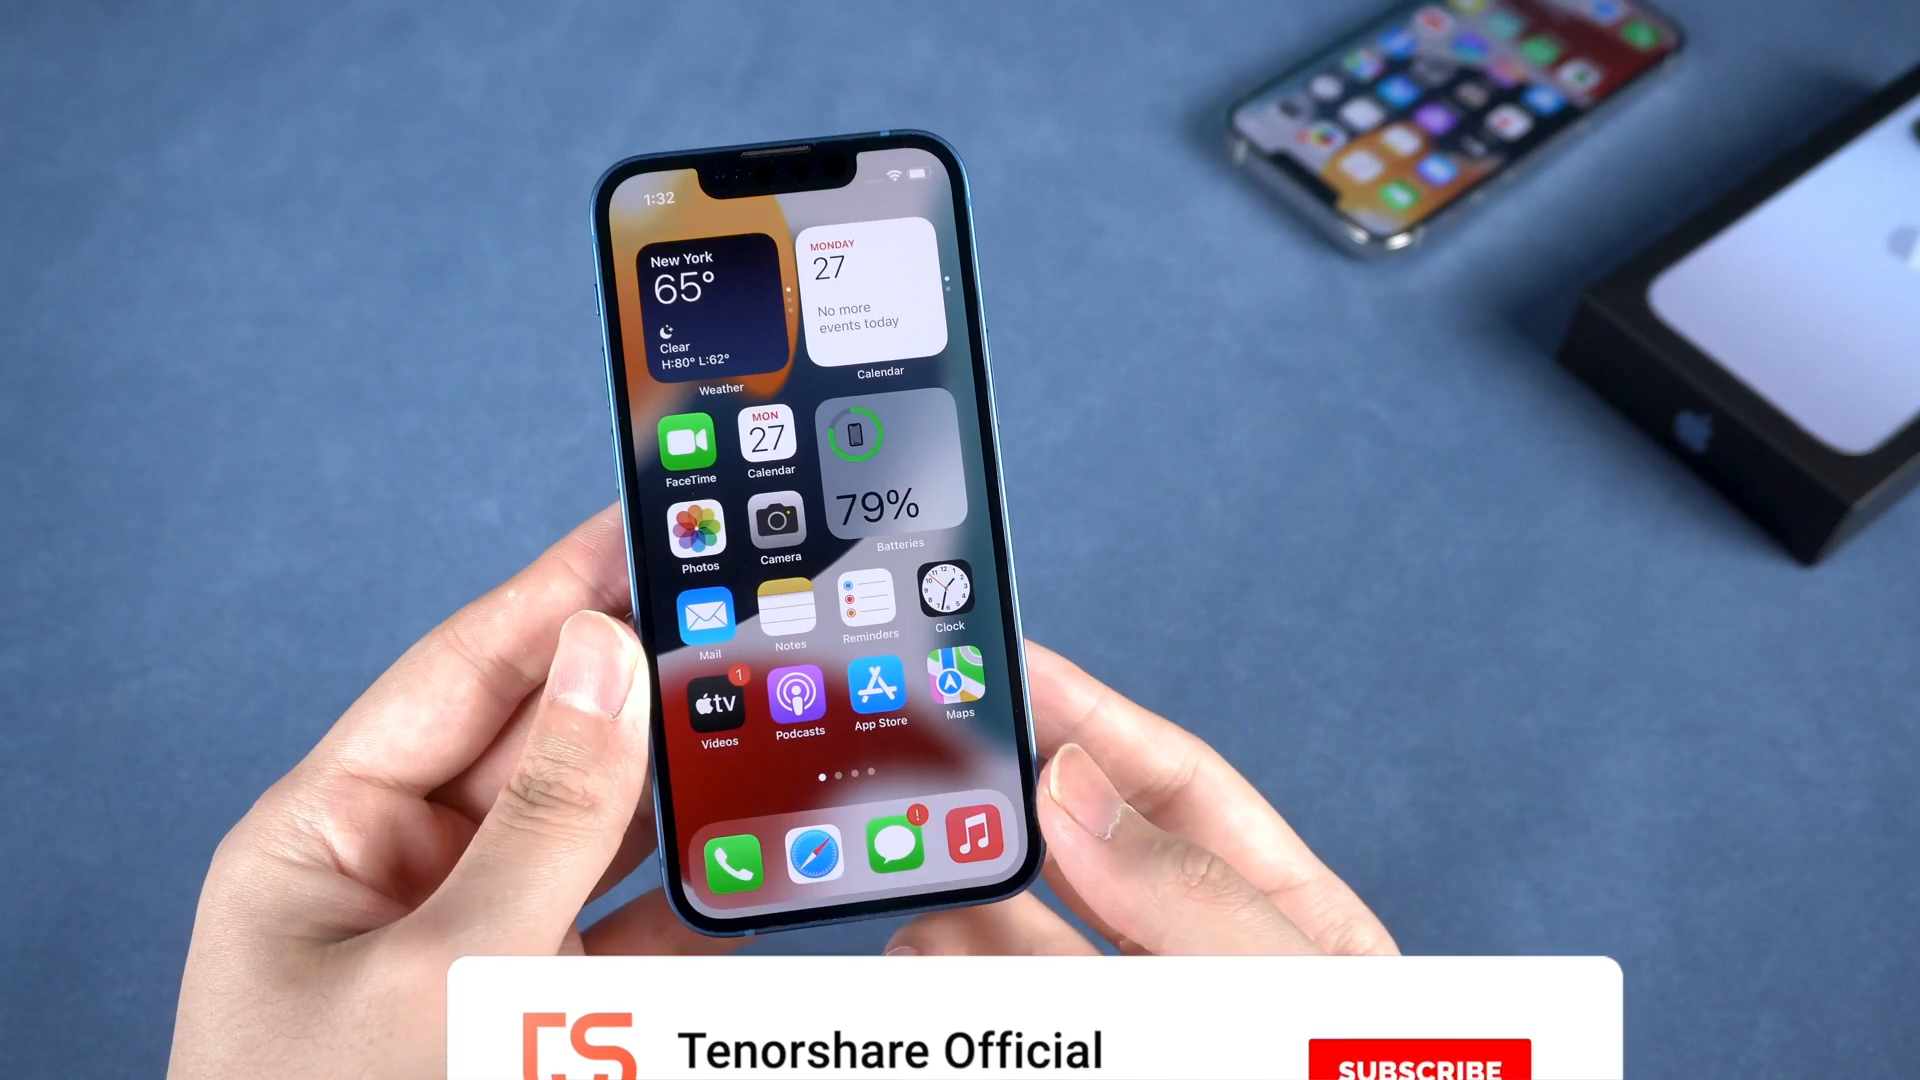 1:32
New York
65°
Clear
H:80° L:62°
Weather
MONDAY
27
No more
events today
Calendar
FaceTime
MON
27
Calendar
79%
Batteries
Photos
Camera
Mail
Notes
Reminders
Clock
1
tv
Videos
Podcasts
App Store
Maps
!
Tenorshare Official
SUBSCRIBE